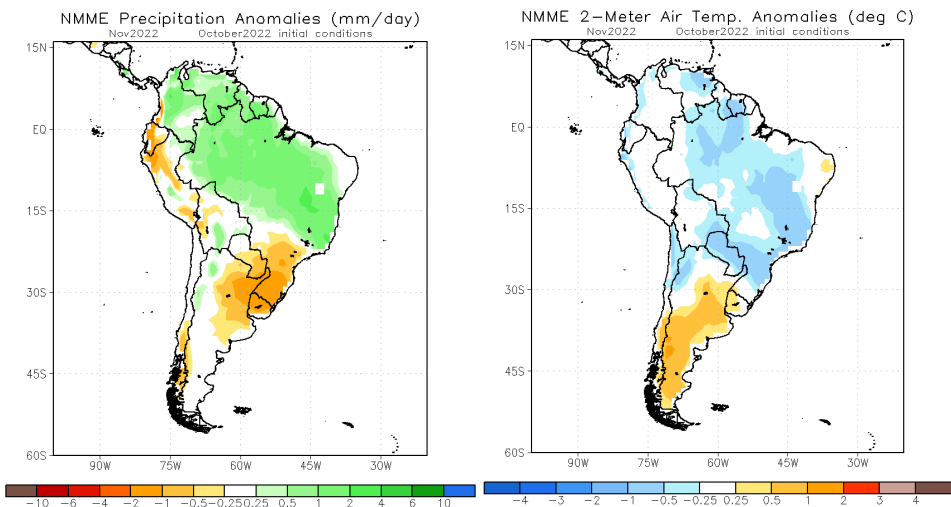 NMME Precipitation Anomalies (mm/day)
Nov2022 October2022 initial conditions
15N
EQ
15S
30S
45S
60S
90W 75W 60W 45W 30W
-10 -6 -4 -2 -1 -0.5 -0.25 0.25 0.5 1 2 4 6 10
NMME 2-Meter Air Temp. Anomalies (deg C)
Nov2022 October2022 initial conditions
15N
EQ
15S
30S
45S
60S
90W 75W 60W 45W 30W
-4 -3 -2 -1 -0.5 -0.25 0.25 0.5 1 2 3 4